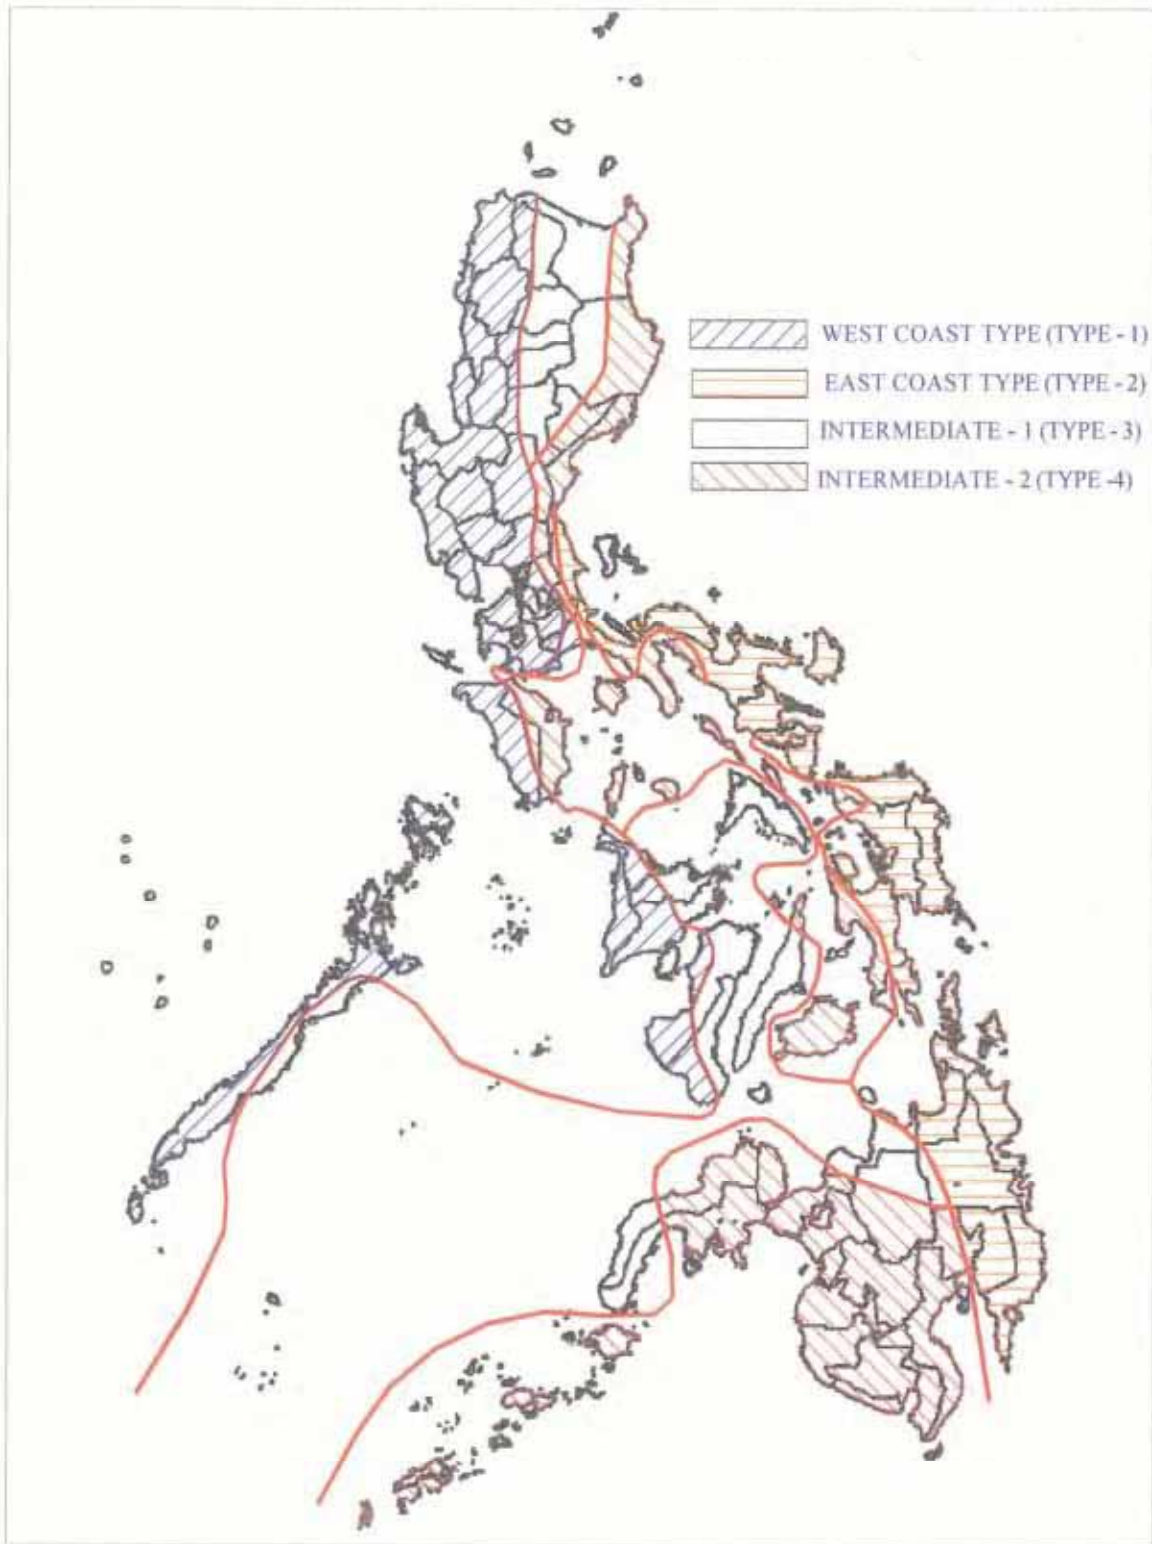 WEST COAST TYPE (TYPE - 1)
EAST COAST TYPE (TYPE - 2)
INTERMEDIATE - 1 (TYPE - 3)
INTERMEDIATE - 2 (TYPE -4)